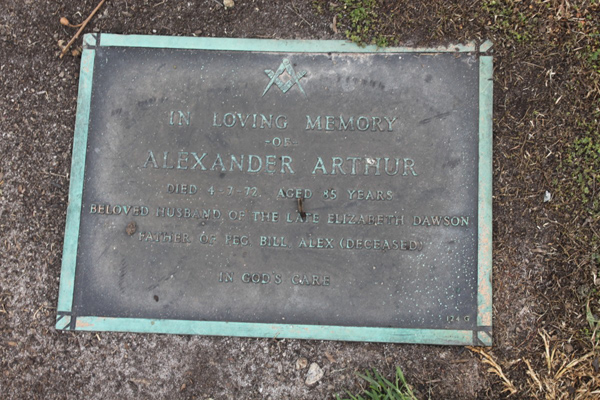 IN LOVING MEMORY
-OF-
ALEXANDER ARTHUR
DIED 4-7-72 AGED 85 YEARS
BELOVED HUSBAND OF THE LATE ELIZABETH DAWSON
FATHER OF PEG BILL ALEX (DECEASED)
IN GOD'S CARE